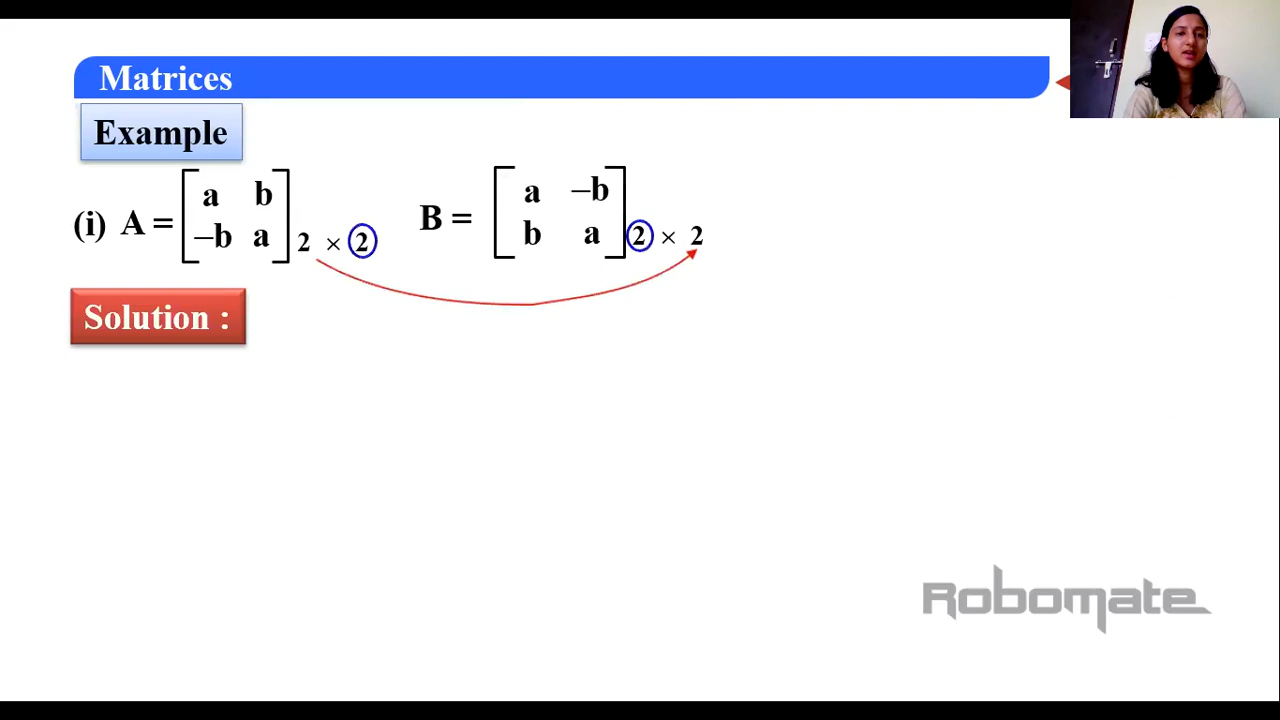 Matrices
Example
(i) A = [ a b ; –b a ] 2 × 2 B = [ a –b ; b a ] 2 × 2
Solution :
Robomate